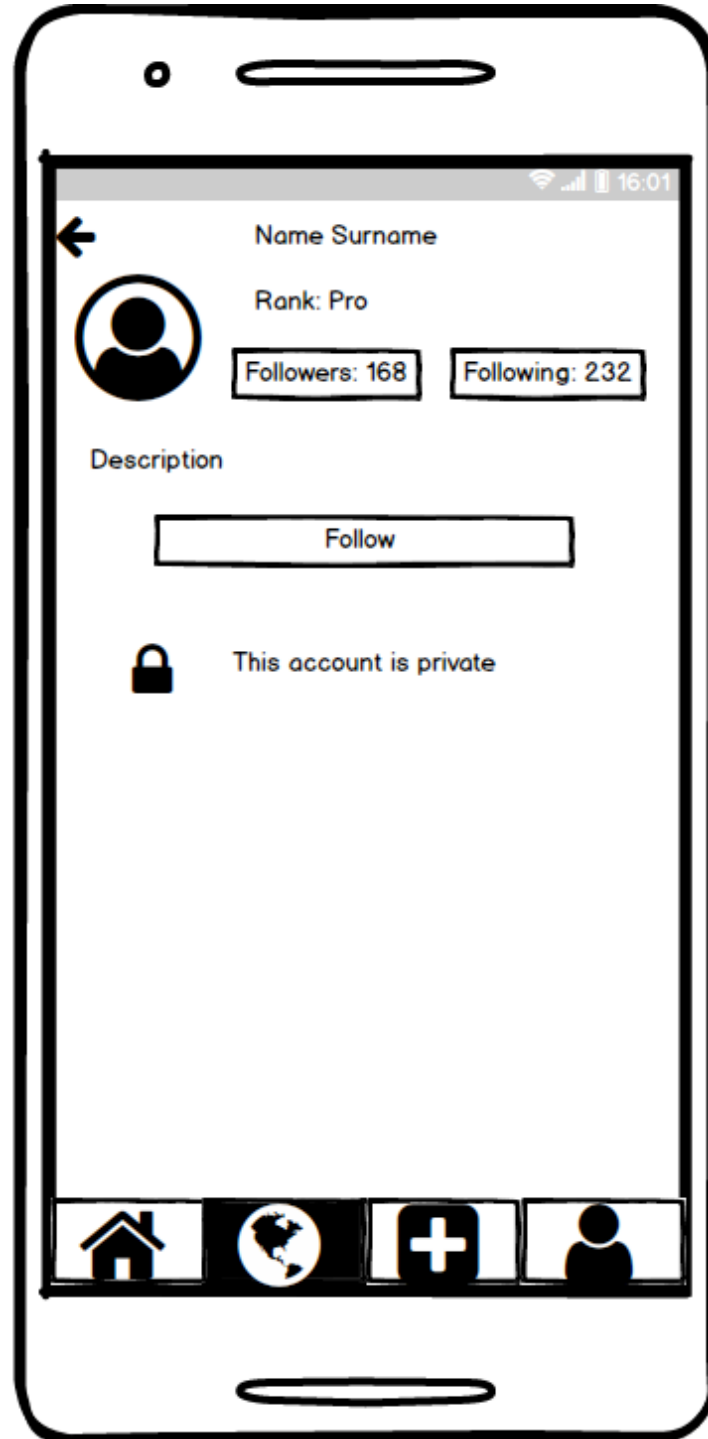 16:01
Name Surname
Rank: Pro
Followers: 168 Following: 232
Description
Follow
This account is private